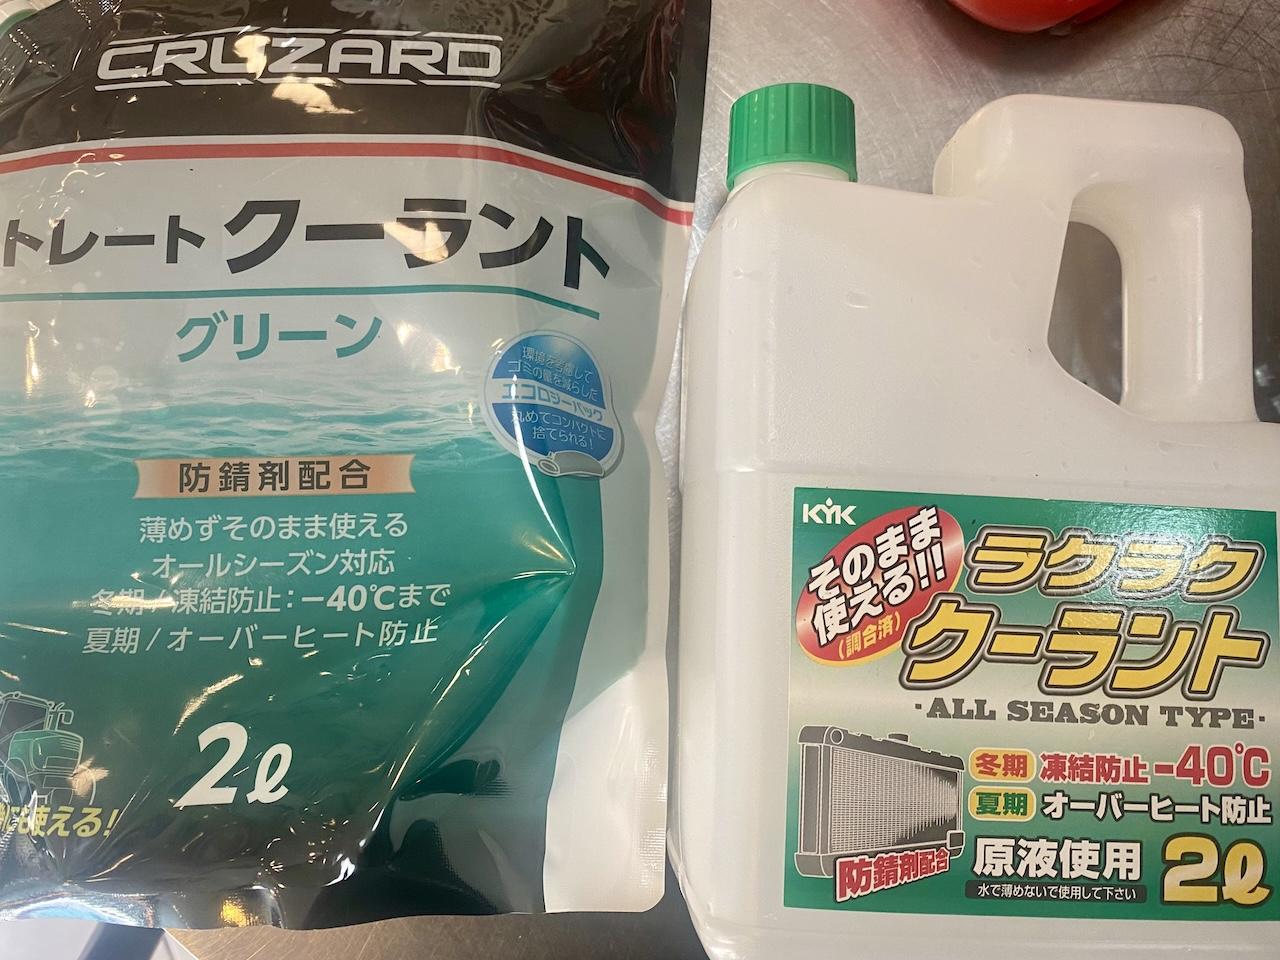 CRUZARD
トレートクーラント
グリーン
環境を考慮して
ゴミの量を減らした
エコロジーパック
丸めてコンパクトに
捨てられる!
防錆剤配合
薄めずそのまま使える
オールシーズン対応
冬期/凍結防止:-40℃まで
夏期/オーバーヒート防止
2ℓ
にも使える!
KYK
そのまま
使える!!
(調合済)
ラクラク
クーラント
·ALL SEASON TYPE·
冬期 凍結防止-40℃
夏期 オーバーヒート防止
防錆剤配合
原液使用
水で薄めないで使用して下さい
2ℓ